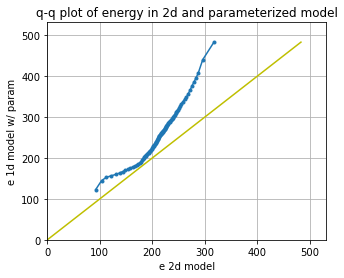 q-q plot of energy in 2d and parameterized model
500
400
300
200
100
0
e 1d model w/ param
0 100 200 300 400 500
e 2d model